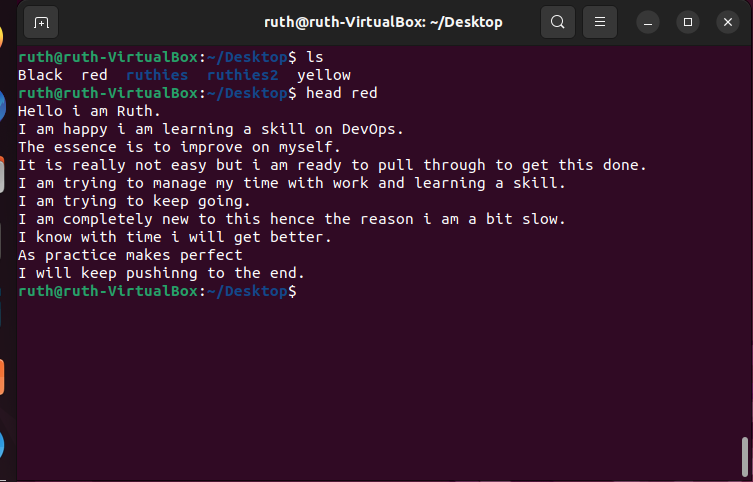 ruth@ruth-VirtualBox: ~/Desktop
ruth@ruth-VirtualBox:~/Desktop$ ls
Black  red  ruthies  ruthies2  yellow
ruth@ruth-VirtualBox:~/Desktop$ head red
Hello i am Ruth.
I am happy i am learning a skill on DevOps.
The essence is to improve on myself.
It is really not easy but i am ready to pull through to get this done.
I am trying to manage my time with work and learning a skill.
I am trying to keep going.
I am completely new to this hence the reason i am a bit slow.
I know with time i will get better.
As practice makes perfect
I will keep pushinng to the end.
ruth@ruth-VirtualBox:~/Desktop$